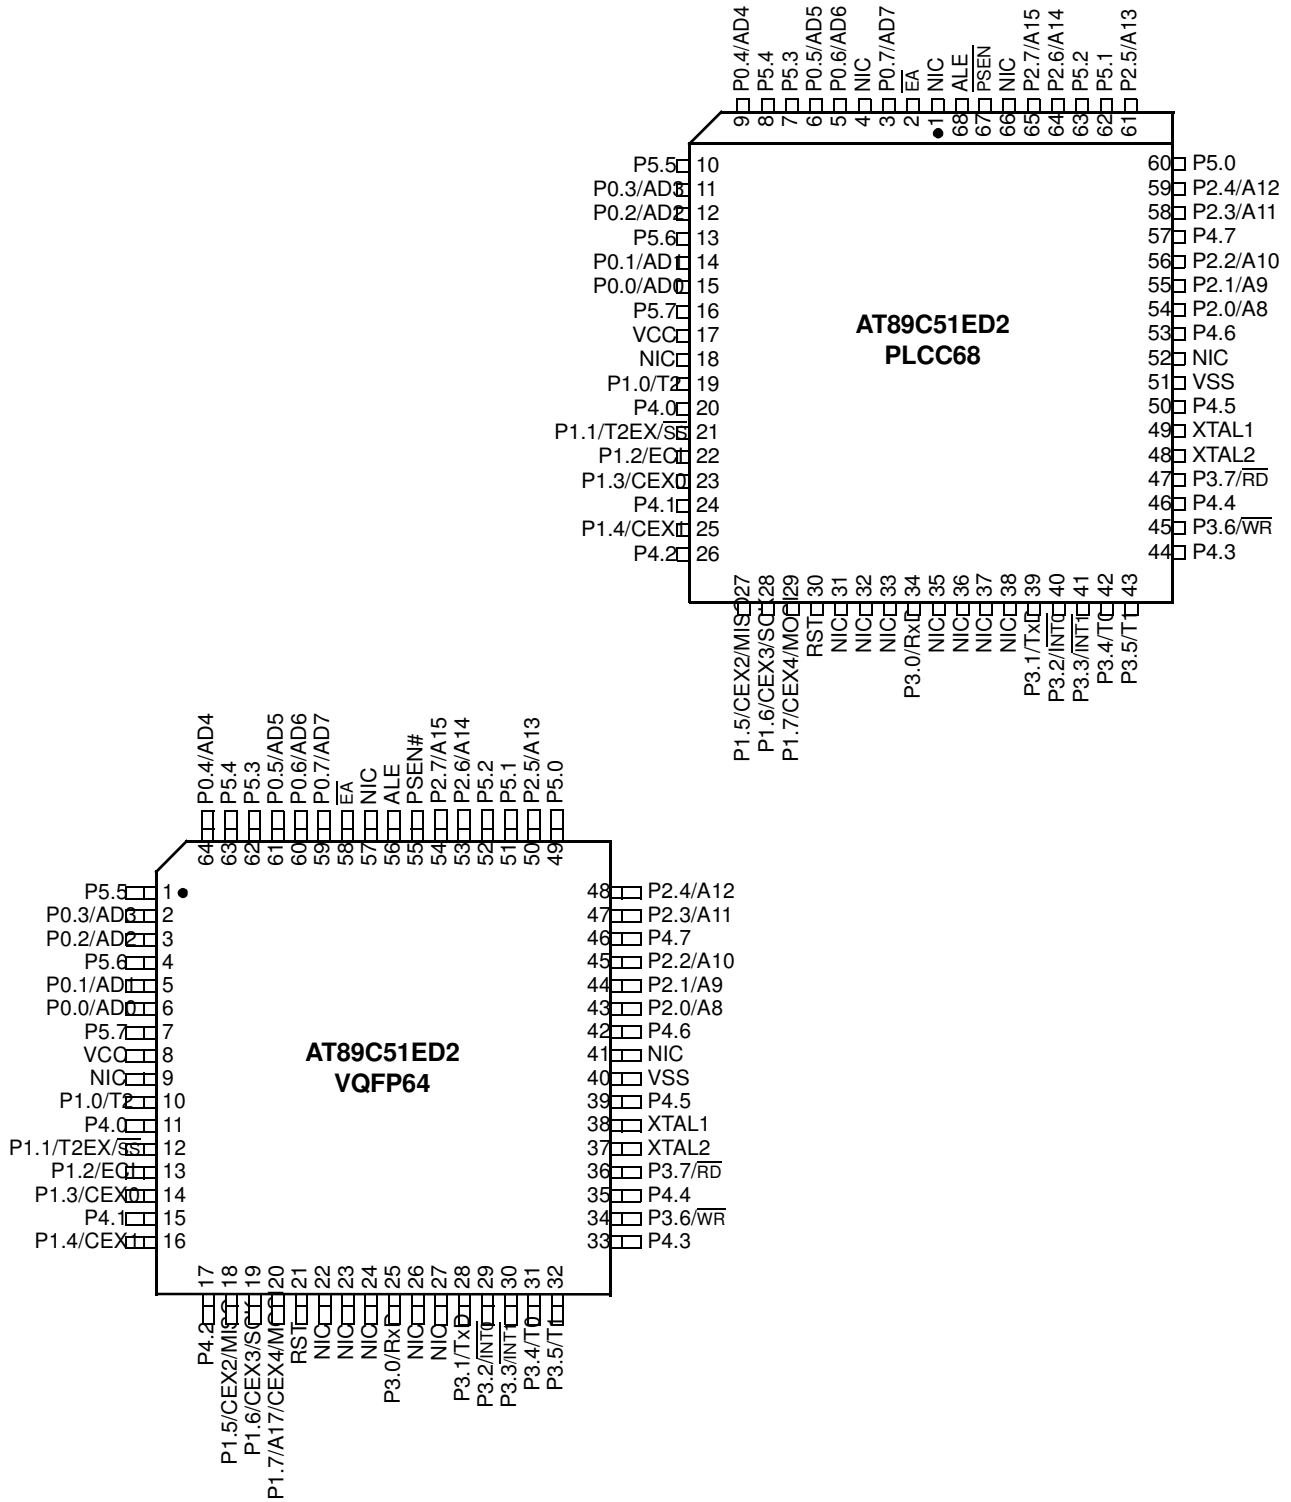 P0.4/AD4
P5.4
P5.3
P0.5/AD5
P0.6/AD6
NIC
P0.7/AD7
EA
NIC
ALE
PSEN
NIC
P2.7/A15
P2.6/A14
P5.2
P5.1
P2.5/A13
9 8 7 6 5 4 3 2 1 68 67 66 65 64 63 62 61
P5.5 10
P0.3/AD3 11
P0.2/AD2 12
P5.6 13
P0.1/AD1 14
P0.0/AD0 15
P5.7 16
VCC 17
NIC 18
P1.0/T2 19
P4.0 20
P1.1/T2EX/SS 21
P1.2/ECI 22
P1.3/CEX0 23
P4.1 24
P1.4/CEX1 25
P4.2 26
AT89C51ED2
PLCC68
60 P5.0
59 P2.4/A12
58 P2.3/A11
57 P4.7
56 P2.2/A10
55 P2.1/A9
54 P2.0/A8
53 P4.6
52 NIC
51 VSS
50 P4.5
49 XTAL1
48 XTAL2
47 P3.7/RD
46 P4.4
45 P3.6/WR
44 P4.3
27 28 29 30 31 32 33 34 35 36 37 38 39 40 41 42 43
P1.5/CEX2/MISO
P1.6/CEX3/SCK
P1.7/CEX4/MOSI
RST
NIC
NIC
NIC
P3.0/RxD
NIC
NIC
NIC
NIC
P3.1/TxD
P3.2/INT0
P3.3/INT1
P3.4/T0
P3.5/T1
P0.4/AD4
P5.4
P5.3
P0.5/AD5
P0.6/AD6
P0.7/AD7
EA
NIC
ALE
PSEN#
P2.7/A15
P2.6/A14
P5.2
P5.1
P2.5/A13
P5.0
64 63 62 61 60 59 58 57 56 55 54 53 52 51 50 49
P5.5 1
P0.3/AD3 2
P0.2/AD2 3
P5.6 4
P0.1/AD1 5
P0.0/AD0 6
P5.7 7
VCC 8
NIC 9
P1.0/T2 10
P4.0 11
P1.1/T2EX/SS 12
P1.2/ECI 13
P1.3/CEX0 14
P4.1 15
P1.4/CEX1 16
AT89C51ED2
VQFP64
48 P2.4/A12
47 P2.3/A11
46 P4.7
45 P2.2/A10
44 P2.1/A9
43 P2.0/A8
42 P4.6
41 NIC
40 VSS
39 P4.5
38 XTAL1
37 XTAL2
36 P3.7/RD
35 P4.4
34 P3.6/WR
33 P4.3
17 18 19 20 21 22 23 24 25 26 27 28 29 30 31 32
P4.2
P1.5/CEX2/MISO
P1.6/CEX3/SCK
P1.7/A17/CEX4/MOSI
RST
NIC
NIC
NIC
P3.0/RxD
NIC
NIC
P3.1/TxD
P3.2/INT0
P3.3/INT1
P3.4/T0
P3.5/T1